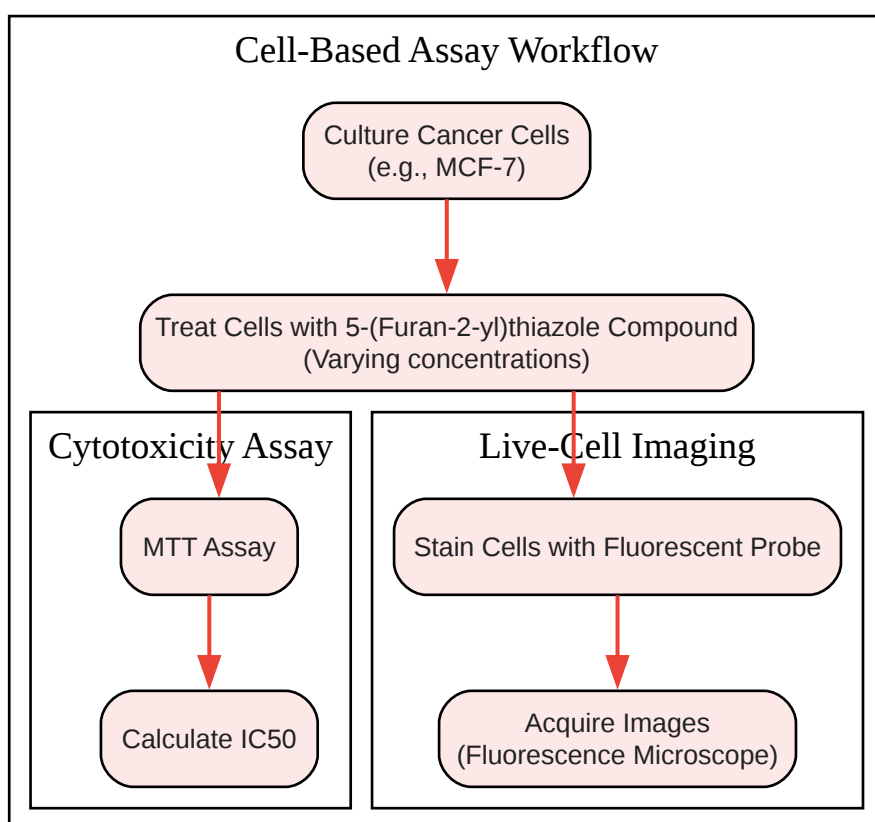 Cell-Based Assay Workflow
Culture Cancer Cells
(e.g., MCF-7)
Treat Cells with 5-(Furan-2-yl)thiazole Compound
(Varying concentrations)
Cytotoxicity Assay
MTT Assay
Calculate IC50
Live-Cell Imaging
Stain Cells with Fluorescent Probe
Acquire Images
(Fluorescence Microscope)